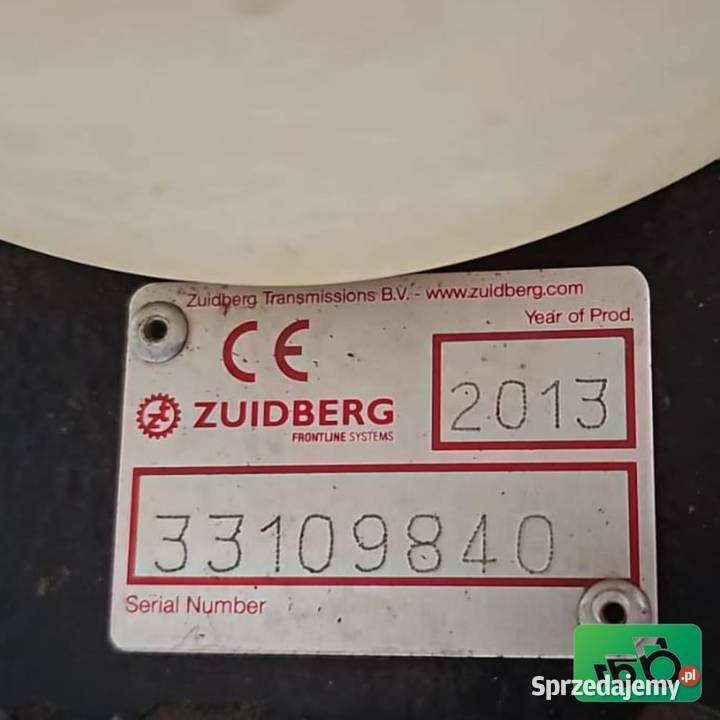 Zuidberg Transmissions B.V. - www.zuidberg.com
Year of Prod.
CE
2013
ZUIDBERG
FRONTLINE SYSTEMS
33109840
Serial Number
Sprzedajemy.pl